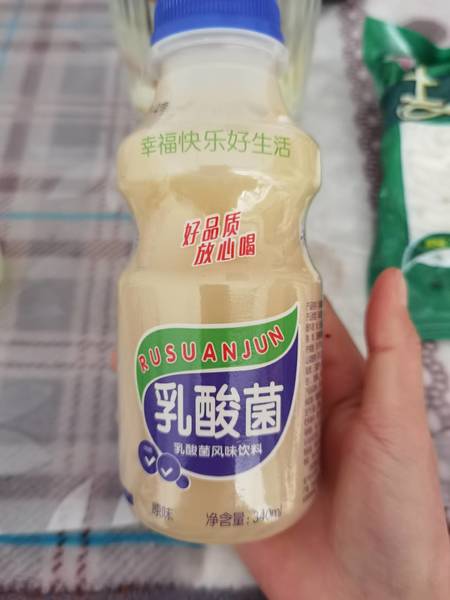 幸福快乐好生活
好品质
放心喝
RUSUANJUN
乳酸菌
乳酸菌风味饮料
原味
净含量:340ml